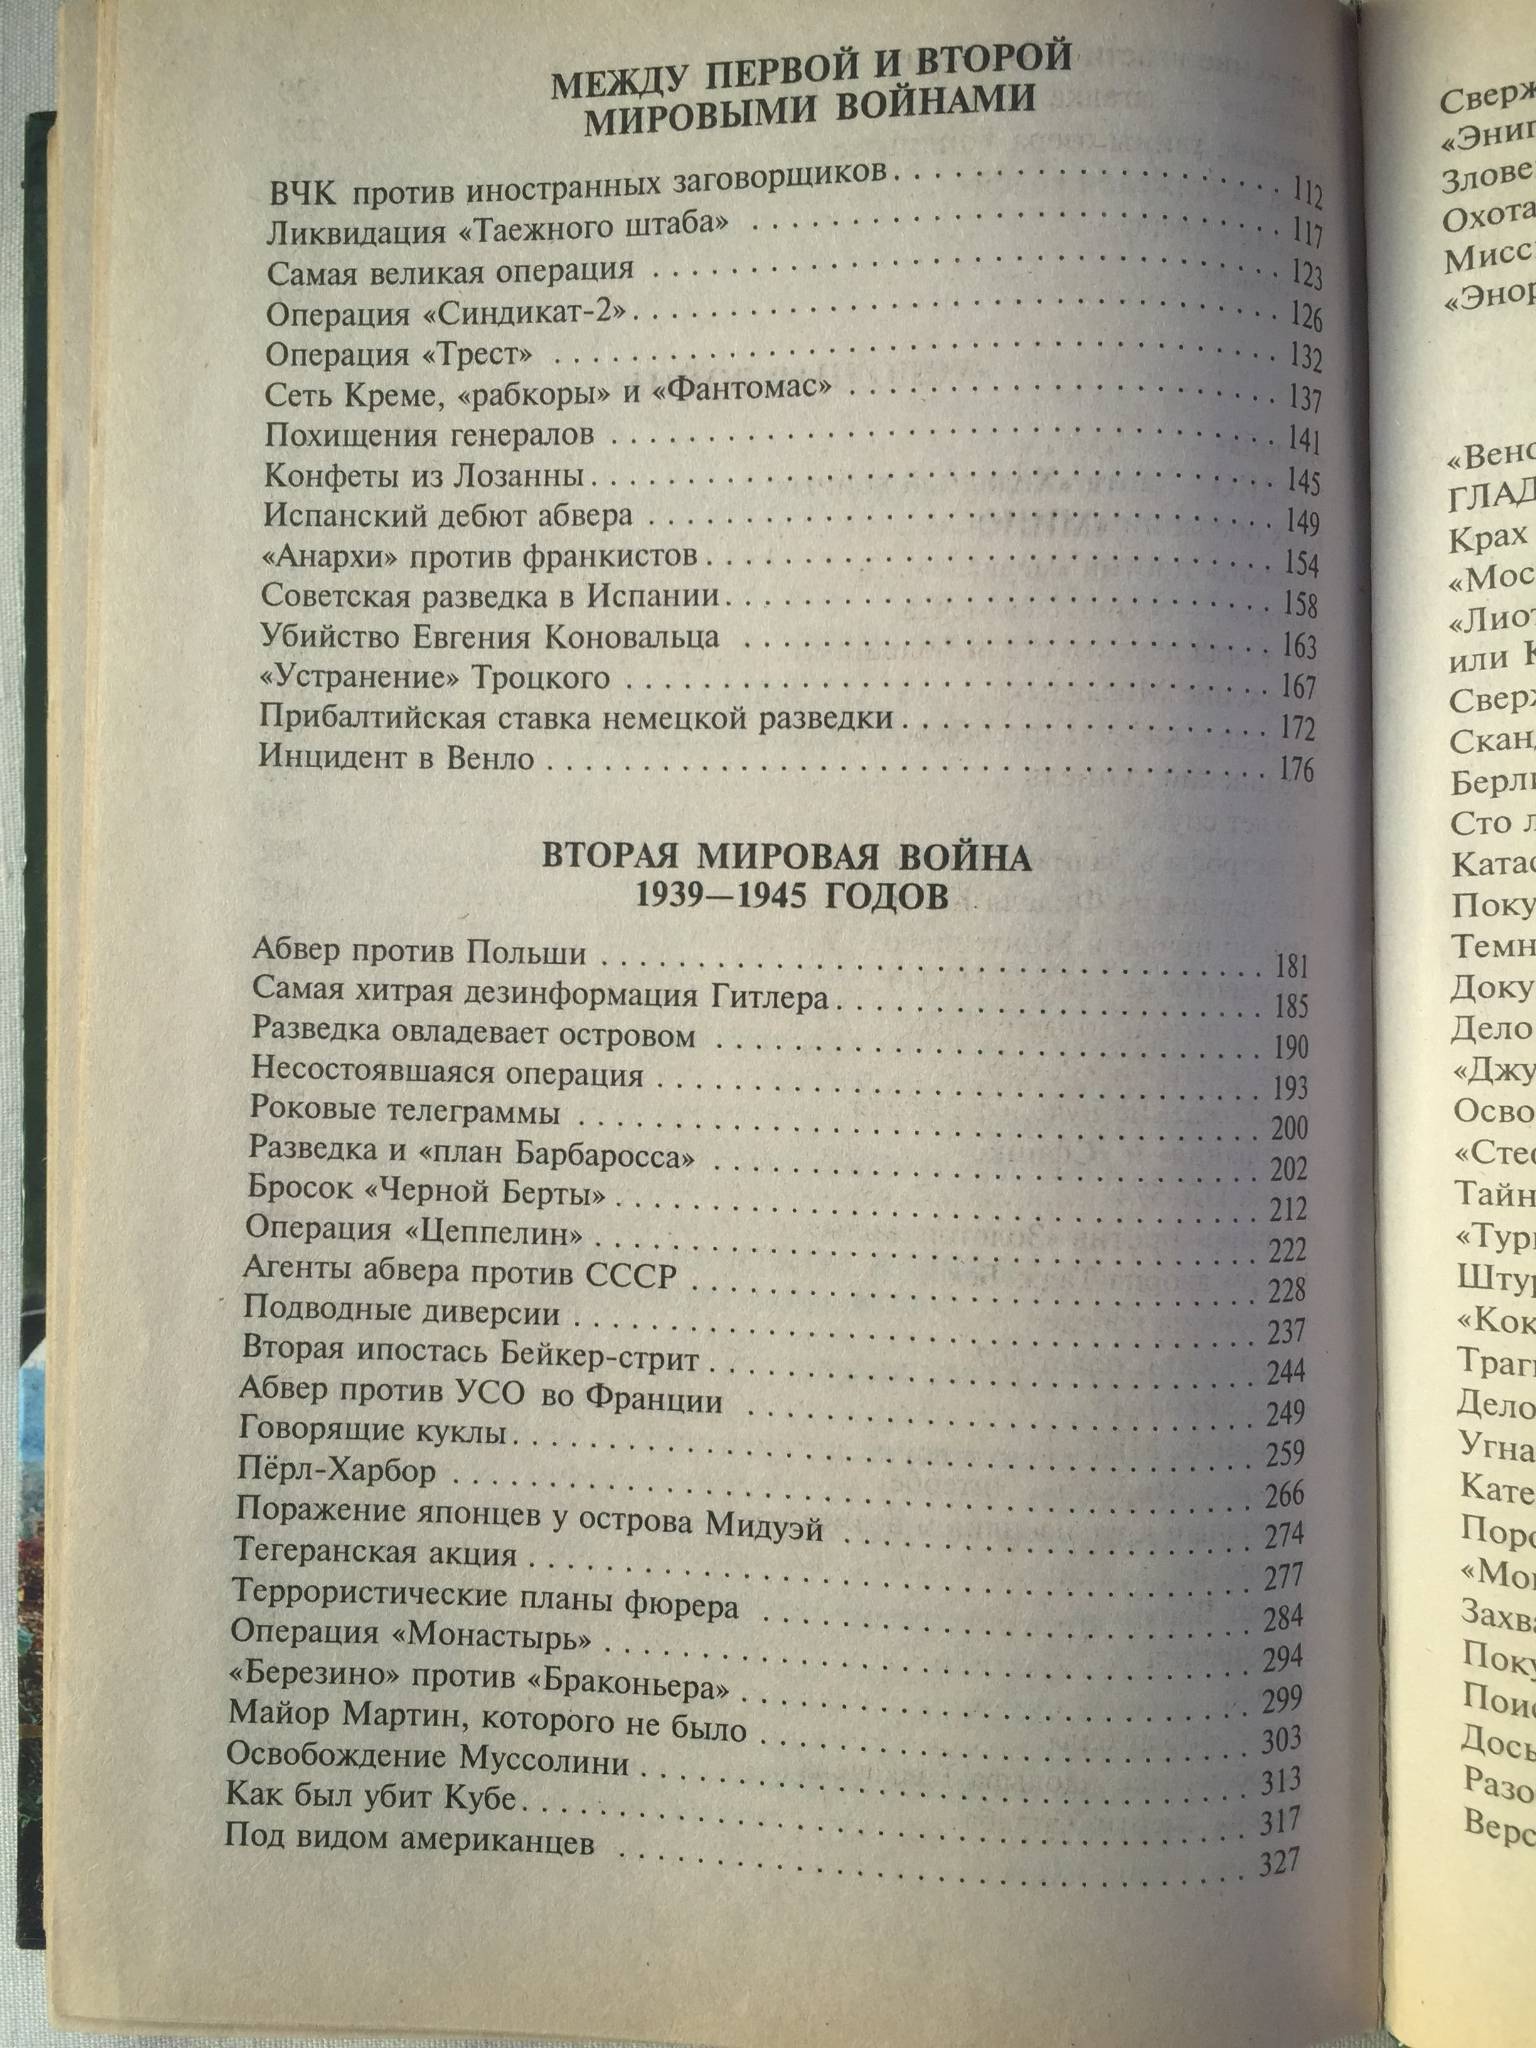 МЕЖДУ ПЕРВОЙ И ВТОРОЙ
МИРОВЫМИ ВОЙНАМИ
ВЧК против иностранных заговорщиков . . . . . . . . . . . . . . . . . . . . 112
Ликвидация «Таежного штаба» . . . . . . . . . . . . . . . . . . . . 117
Самая великая операция . . . . . . . . . . . . . . . . . . . . 123
Операция «Синдикат-2» . . . . . . . . . . . . . . . . . . . . 126
Операция «Трест» . . . . . . . . . . . . . . . . . . . . 132
Сеть Креме, «рабкоры» и «Фантомас» . . . . . . . . . . . . . . . . . . . . 137
Похищения генералов . . . . . . . . . . . . . . . . . . . . 141
Конфеты из Лозанны . . . . . . . . . . . . . . . . . . . . 145
Испанский дебют абвера . . . . . . . . . . . . . . . . . . . . 149
«Анархи» против франкистов . . . . . . . . . . . . . . . . . . . . 154
Советская разведка в Испании . . . . . . . . . . . . . . . . . . . . 158
Убийство Евгения Коновальца . . . . . . . . . . . . . . . . . . . . 163
«Устранение» Троцкого . . . . . . . . . . . . . . . . . . . . 167
Прибалтийская ставка немецкой разведки . . . . . . . . . . . . . . . . . . . . 172
Инцидент в Венло . . . . . . . . . . . . . . . . . . . . 176
ВТОРАЯ МИРОВАЯ ВОЙНА
1939—1945 ГОДОВ
Абвер против Польши . . . . . . . . . . . . . . . . . . . . 181
Самая хитрая дезинформация Гитлера . . . . . . . . . . . . . . . . . . . . 185
Разведка овладевает островом . . . . . . . . . . . . . . . . . . . . 190
Несостоявшаяся операция . . . . . . . . . . . . . . . . . . . . 193
Роковые телеграммы . . . . . . . . . . . . . . . . . . . . 200
Разведка и «план Барбаросса» . . . . . . . . . . . . . . . . . . . . 202
Бросок «Черной Берты» . . . . . . . . . . . . . . . . . . . . 212
Операция «Цеппелин» . . . . . . . . . . . . . . . . . . . . 222
Агенты абвера против СССР . . . . . . . . . . . . . . . . . . . . 228
Подводные диверсии . . . . . . . . . . . . . . . . . . . . 237
Вторая ипостась Бейкер-стрит . . . . . . . . . . . . . . . . . . . . 244
Абвер против УСО во Франции . . . . . . . . . . . . . . . . . . . . 249
Говорящие куклы . . . . . . . . . . . . . . . . . . . . 259
Пёрл-Харбор . . . . . . . . . . . . . . . . . . . . 266
Поражение японцев у острова Мидуэй . . . . . . . . . . . . . . . . . . . . 274
Тегеранская акция . . . . . . . . . . . . . . . . . . . . 277
Террористические планы фюрера . . . . . . . . . . . . . . . . . . . . 284
Операция «Монастырь» . . . . . . . . . . . . . . . . . . . . 294
«Березино» против «Браконьера» . . . . . . . . . . . . . . . . . . . . 299
Майор Мартин, которого не было . . . . . . . . . . . . . . . . . . . . 303
Освобождение Муссолини . . . . . . . . . . . . . . . . . . . . 313
Как был убит Кубе . . . . . . . . . . . . . . . . . . . . 317
Под видом американцев . . . . . . . . . . . . . . . . . . . . 327
Охота
Крах
или
Сто
Дело
Дело